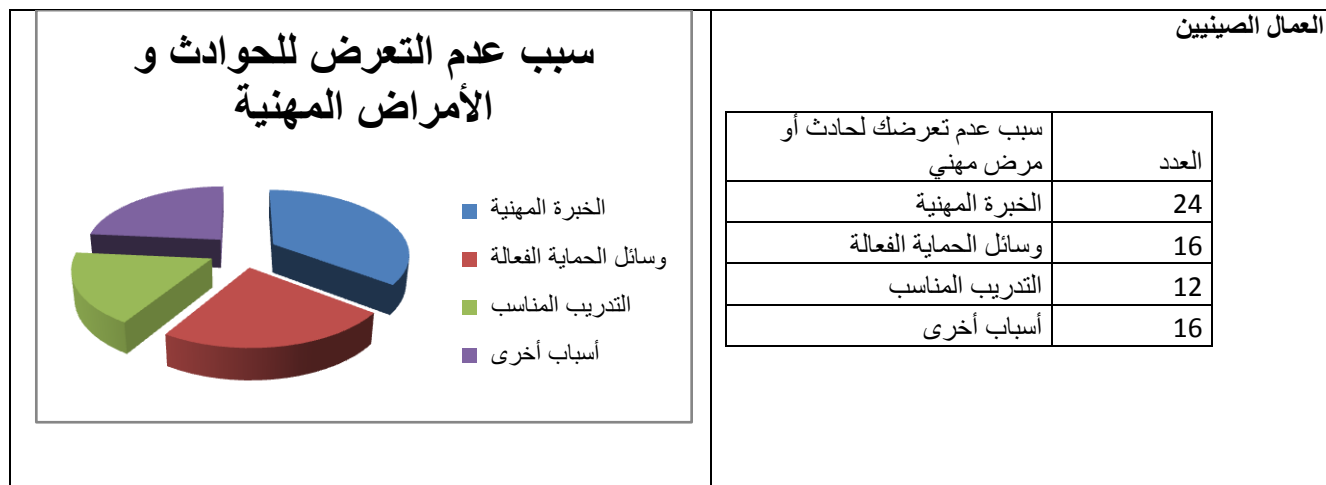 العمال الصينيين
سبب عدم تعرضك لحادث أو
مرض مهني
العدد
الخبرة المهنية
24
وسائل الحماية الفعالة
16
التدريب المناسب
12
أسباب أخرى
16
سبب عدم التعرض للحوادث و
الأمراض المهنية
الخبرة المهنية
وسائل الحماية الفعالة
التدريب المناسب
أسباب أخرى